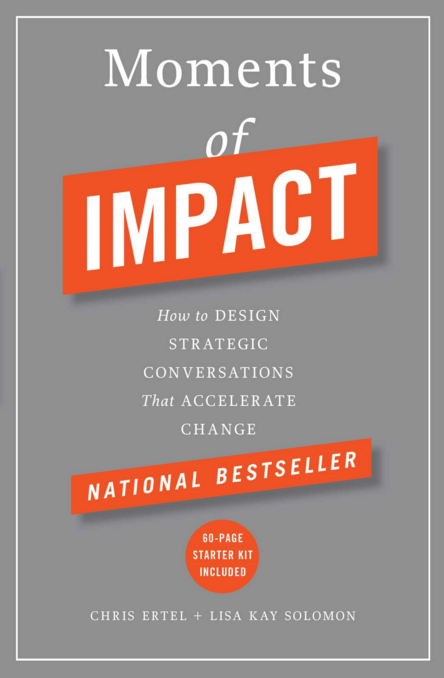 Moments
of
IMPACT
How to DESIGN
STRATEGIC
CONVERSATIONS
That ACCELERATE
CHANGE
NATIONAL BESTSELLER
60-PAGE
STARTER KIT
INCLUDED
CHRIS ERTEL + LISA KAY SOLOMON